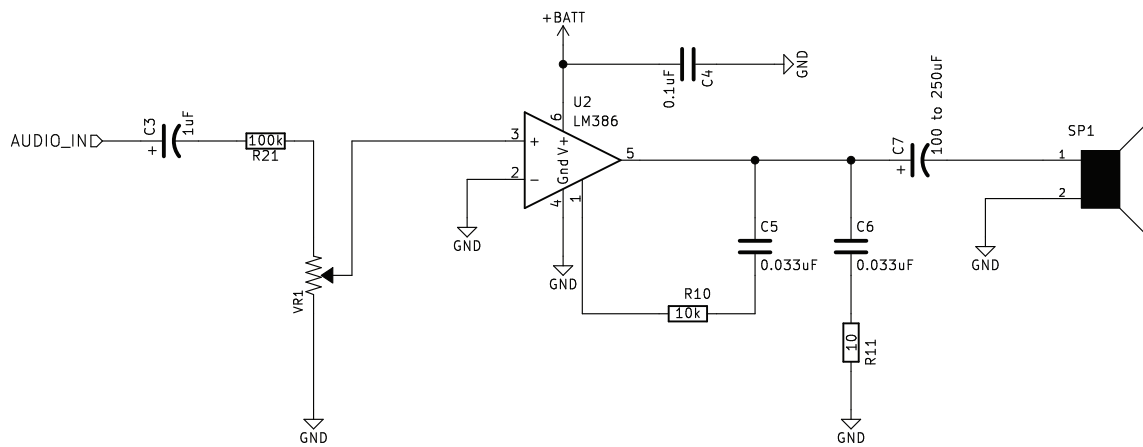 +BATT
0.1uF
C4
GND
U2
LM386
6
AUDIO_IN
+
C3
1uF
100k
R21
3
+
2
-
Gnd
V+
5
4
1
GND
GND
VR1
GND
C7
+
100 to 250uF
SP1
1
2
GND
C5
0.033uF
C6
0.033uF
R10
10k
10
R11
GND